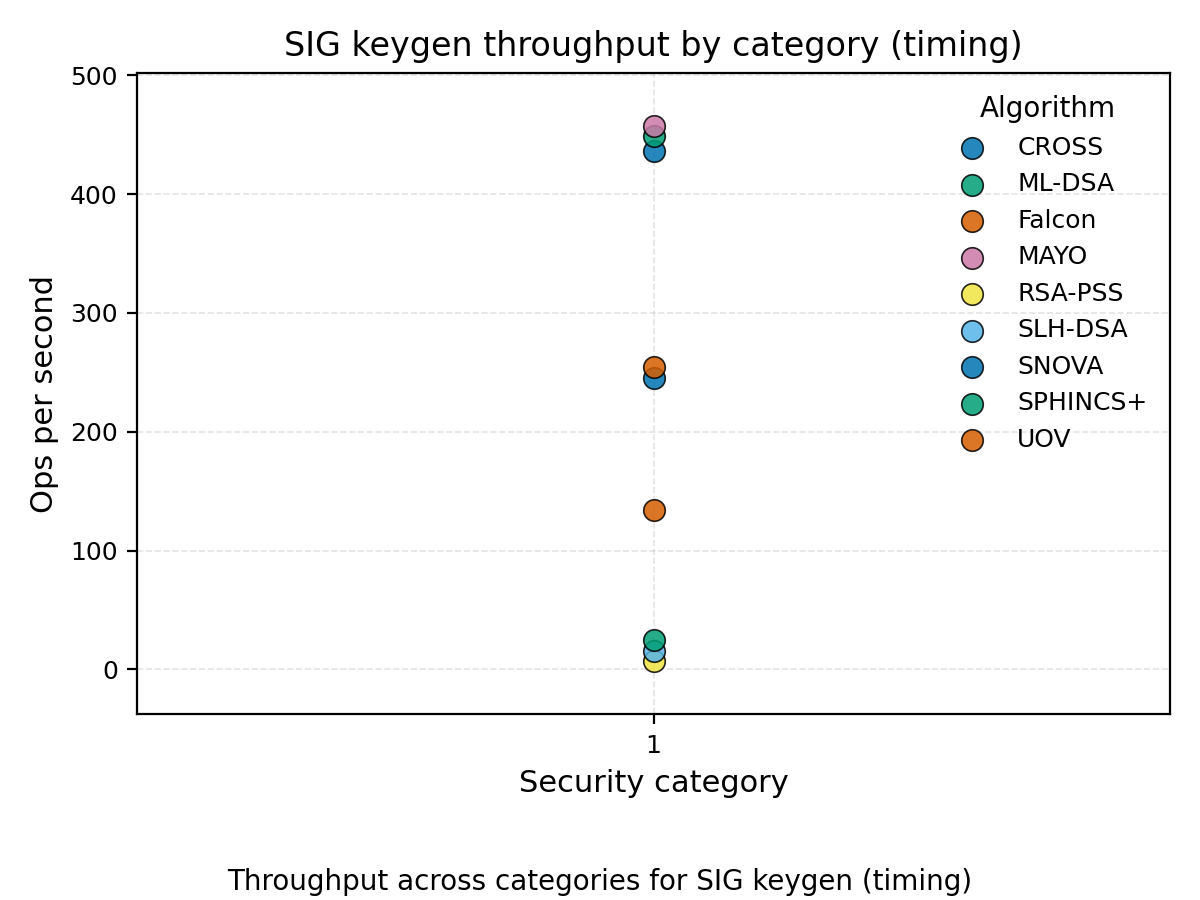 SIG keygen throughput by category (timing)
Ops per second
500
400
300
200
100
0
Algorithm
CROSS
ML-DSA
Falcon
MAYO
RSA-PSS
SLH-DSA
SNOVA
SPHINCS+
UOV
1
Security category
Throughput across categories for SIG keygen (timing)